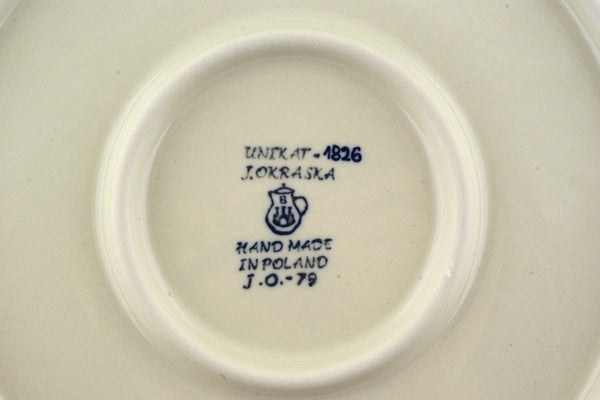 UNIKAT-1826
J.OKRASKA
B
HAND MADE
IN POLAND
J.O.-79